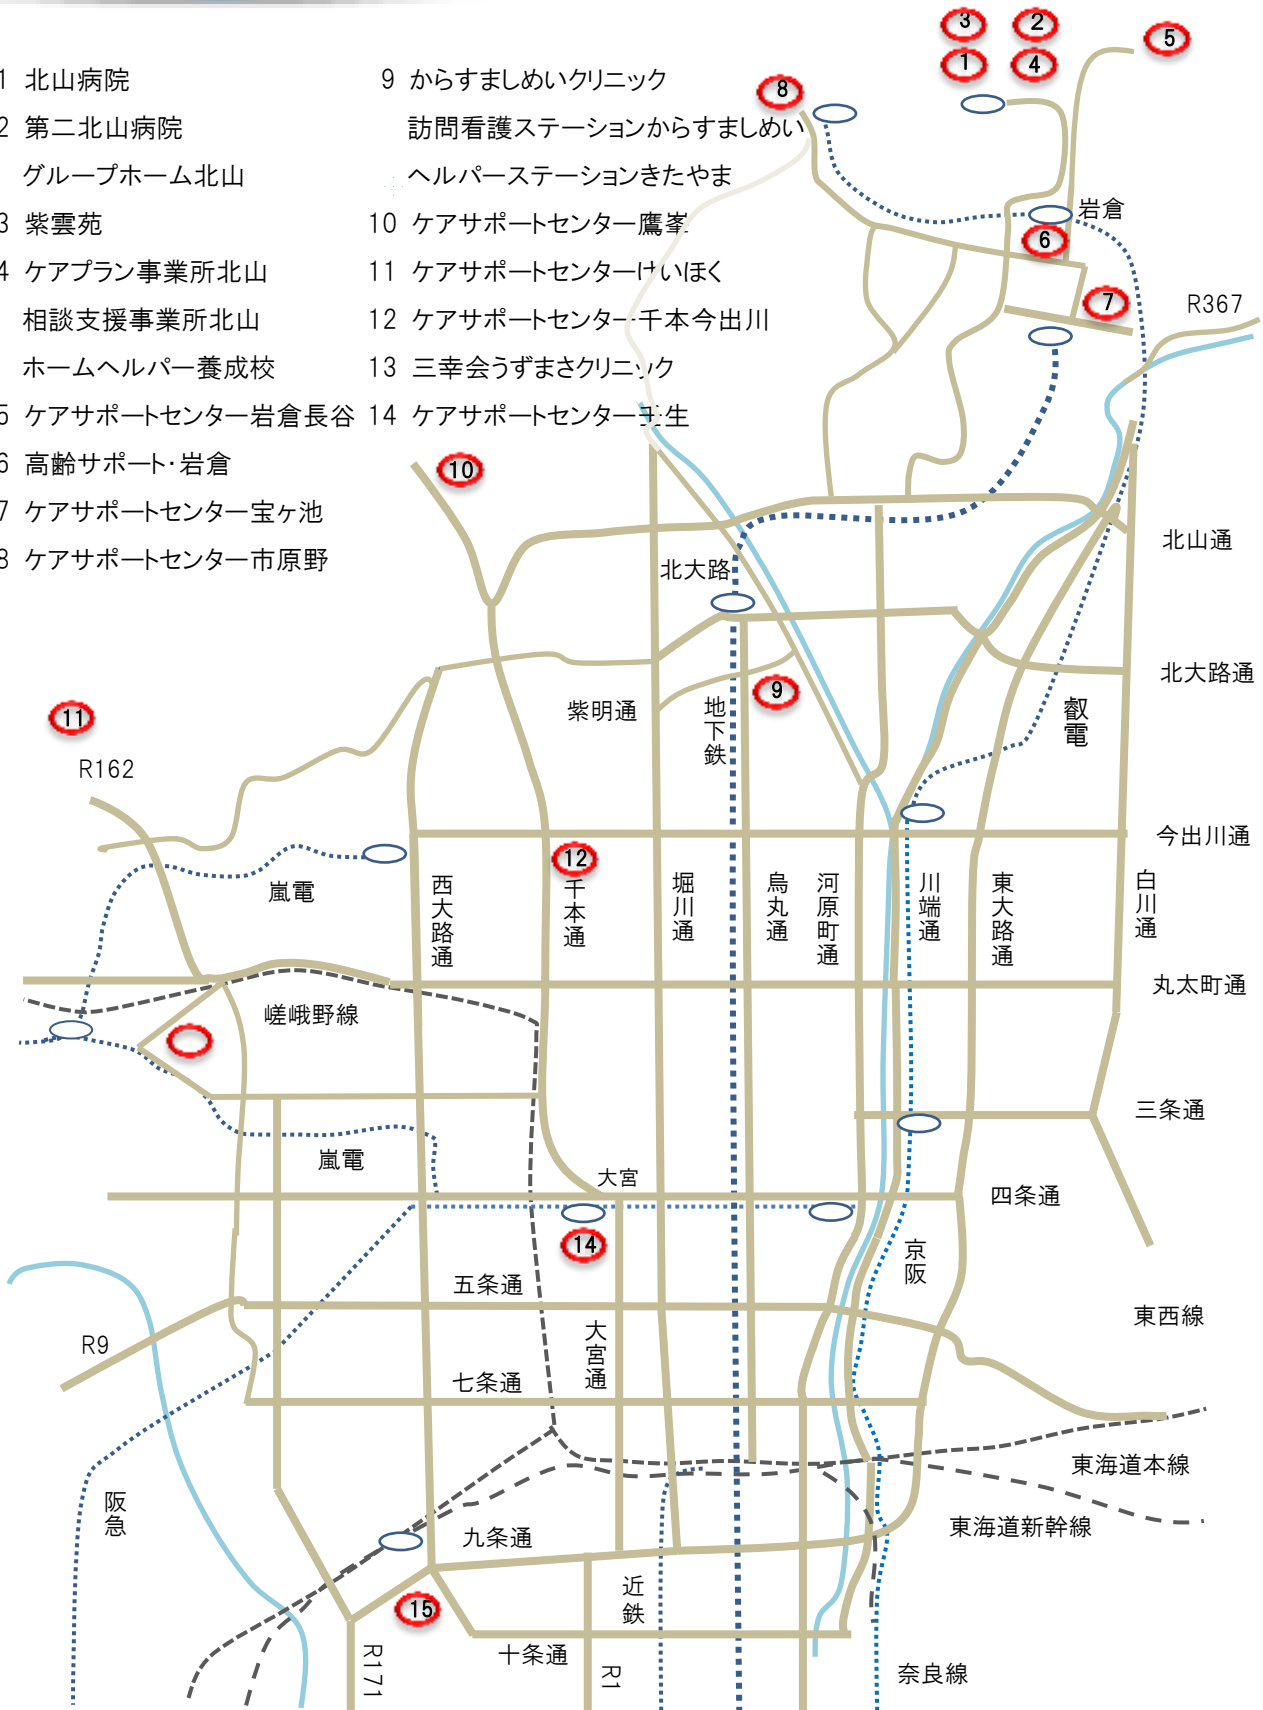 1 北山病院
2 第二北山病院
グループホーム北山
3 紫雲苑
4 ケアプラン事業所北山
相談支援事業所北山
ホームヘルパー養成校
5 ケアサポートセンター岩倉長谷
6 高齢サポート・岩倉
7 ケアサポートセンター宝ヶ池
8 ケアサポートセンター市原野
9 からすましめいクリニック
訪問看護ステーションからすましめい
ヘルパーステーションきたやま
10 ケアサポートセンター鷹峯
11 ケアサポートセンターけいほく
12 ケアサポートセンター千本今出川
13 三幸会うずまさクリニック
14 ケアサポートセンター壬生
3
2
1
4
5
8
岩倉
6
7
R367
10
北山通
北大路
北大路通
9
紫明通
地下鉄
叡電
11
R162
今出川通
12
嵐電
西大路通
千本通
堀川通
烏丸通
河原町通
川端通
東大路通
白川通
丸太町通
嵯峨野線
三条通
嵐電
大宮
四条通
14
京阪
五条通
東西線
R9
大宮通
七条通
東海道本線
阪急
九条通
東海道新幹線
近鉄
15
十条通
R171
R1
奈良線